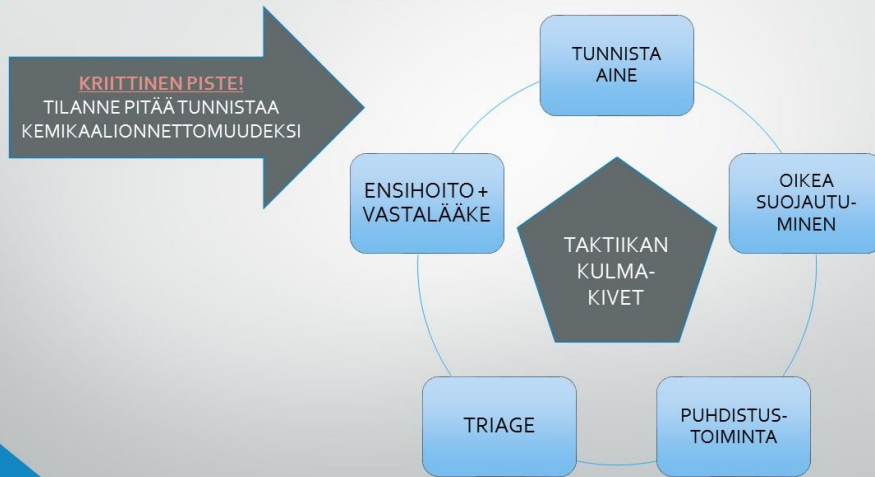 KRIITTINEN PISTE!
TILANNE PITÄÄ TUNNISTAA
KEMIKAALIONNETTOMUUDEKSI
TUNNISTA
AINE
OIKEA
SUOJAUTU-
MINEN
PUHDISTUS-
TOIMINTA
TRIAGE
ENSIHOITO +
VASTALÄÄKE
TAKTIIKAN
KULMA-
KIVET